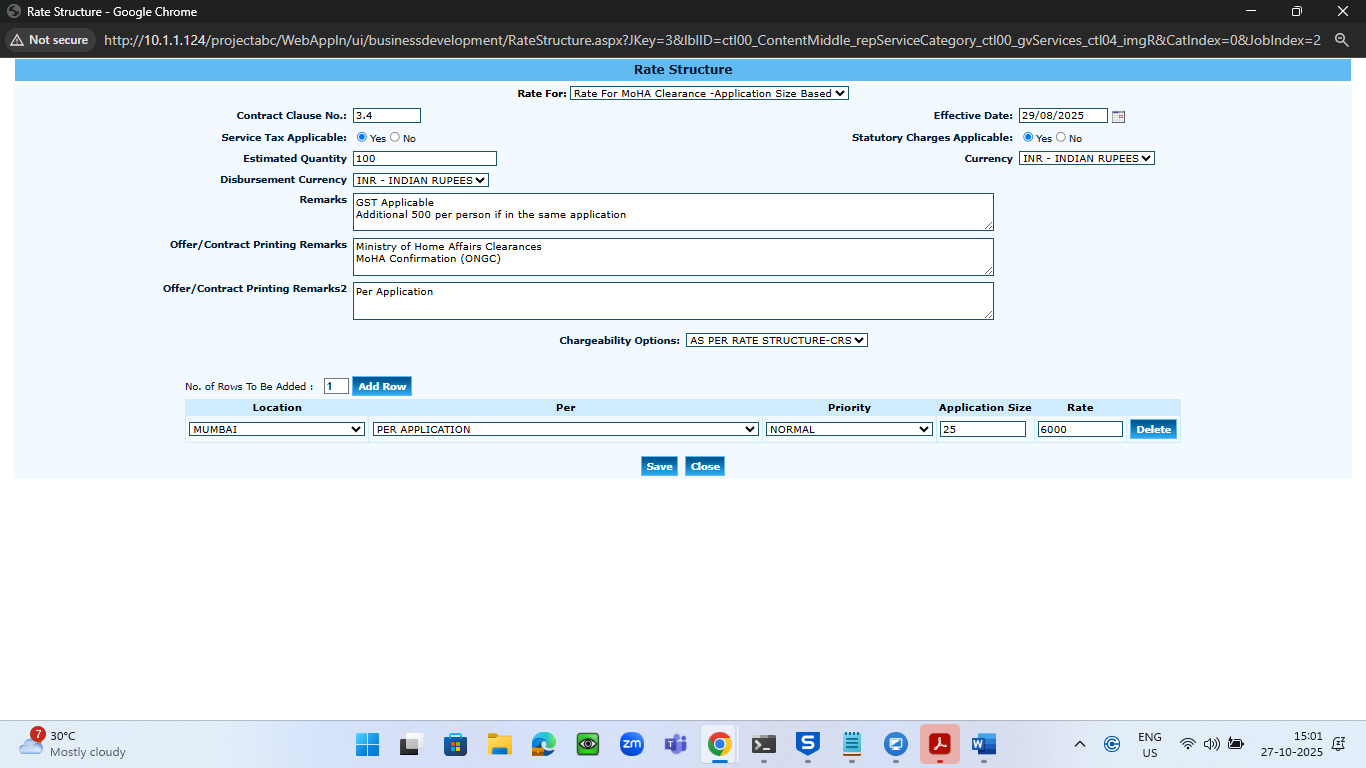 Rate Structure - Google Chrome
Not secure http://10.1.1.124/projectabc/WebAppIn/ui/businessdevelopment/RateStructure.aspx?JKey=3&lblID=ctl00_ContentMiddle_repServiceCategory_ctl00_gvServices_ctl04_imgR&CatIndex=0&JobIndex=2
Rate Structure
Rate For: Rate For MoHA Clearance -Application Size Based
Contract Clause No.: 3.4 Effective Date: 29/08/2025
Service Tax Applicable: Yes No Statutory Charges Applicable: Yes No
Estimated Quantity 100 Currency INR - INDIAN RUPEES
Disbursement Currency INR - INDIAN RUPEES
Remarks GST Applicable
Additional 500 per person if in the same application
Offer/Contract Printing Remarks Ministry of Home Affairs Clearances
MoHA Confirmation (ONGC)
Offer/Contract Printing Remarks2 Per Application
Chargeability Options: AS PER RATE STRUCTURE-CRS
No. of Rows To Be Added : 1 Add Row
Location Per Priority Application Size Rate
MUMBAI PER APPLICATION NORMAL 25 6000 Delete
Save Close
7 30°C
Mostly cloudy
zm
ENG
US
15:01
27-10-2025